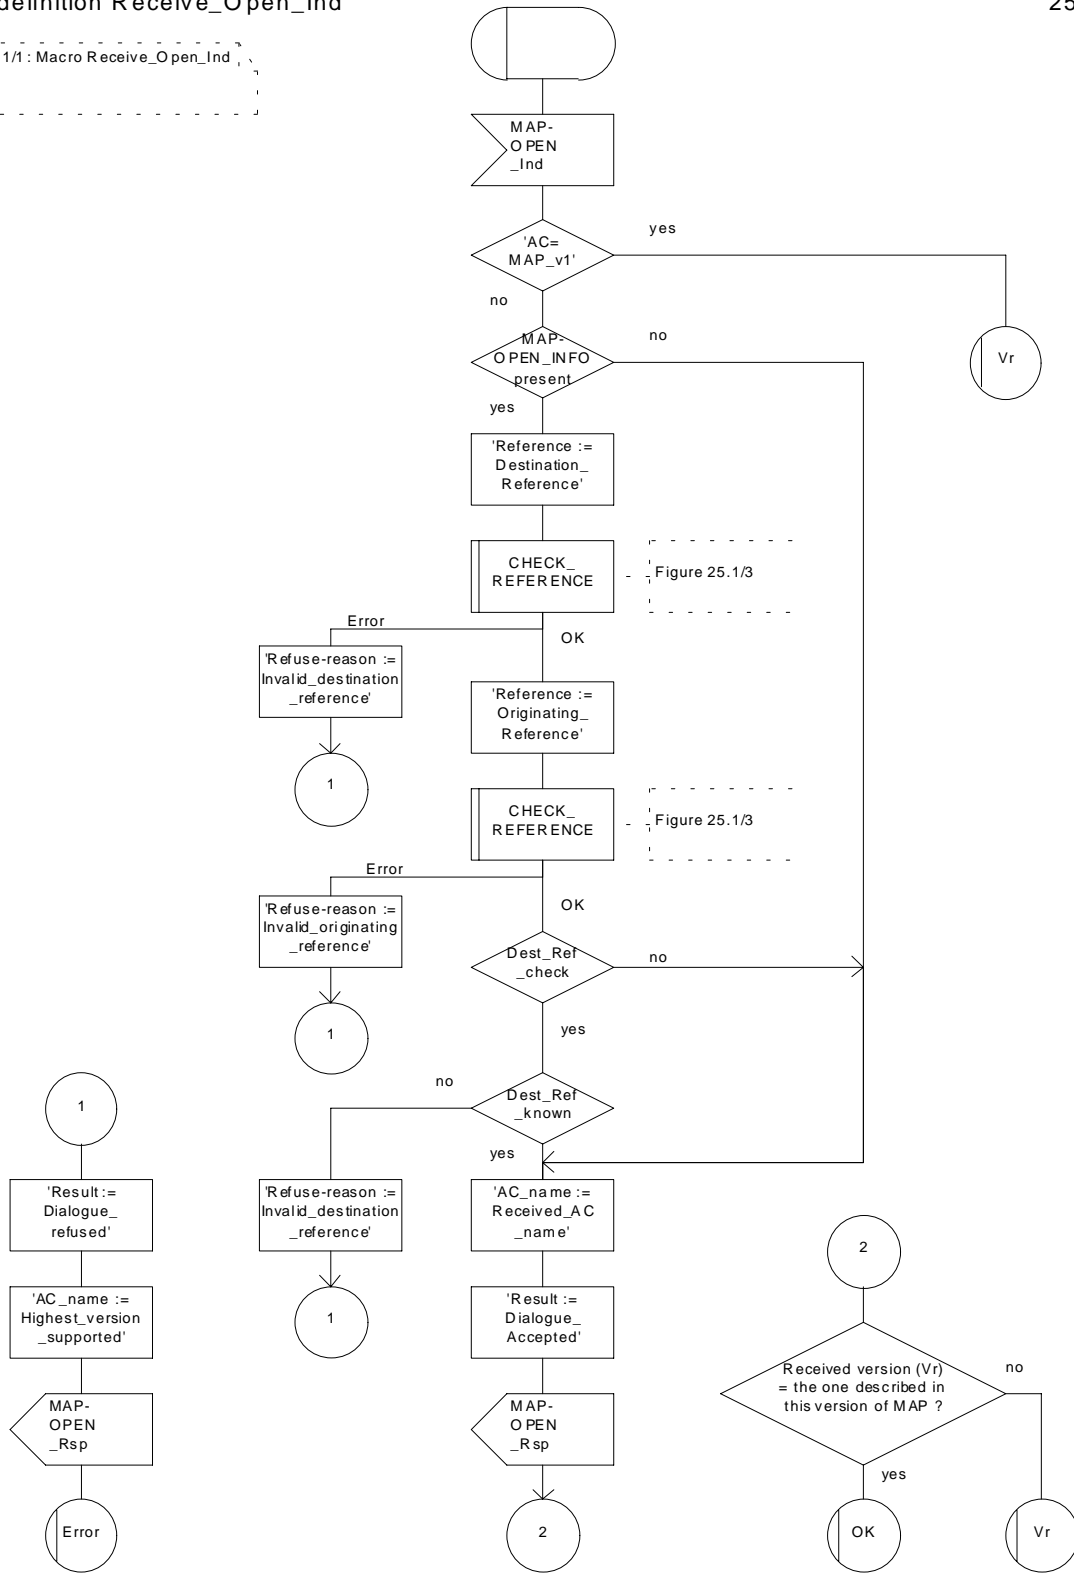 definition Receive_Open_Ind
25
1/1: Macro Receive_Open_Ind
MAP-
OPEN
_Ind
'AC=
MAP_v1'
yes
no
MAP-
OPEN_INFO
present
no
Vr
yes
'Reference :=
Destination_
Reference'
CHECK_
REFERENCE
Figure 25.1/3
Error
OK
'Refuse-reason :=
Invalid_destination
_reference'
'Reference :=
Originating_
Reference'
1
CHECK_
REFERENCE
Figure 25.1/3
Error
OK
'Refuse-reason :=
Invalid_originating
_reference'
Dest_Ref
_check
no
1
yes
no
Dest_Ref
_known
1
yes
'Result:=
Dialogue_
refused'
'Refuse-reason :=
Invalid_destination
_reference'
'AC_name :=
Received_AC
_name'
2
'AC_name :=
Highest_version
_supported'
1
'Result :=
Dialogue_
Accepted'
Received version (Vr)
= the one described in
this version of MAP ?
no
MAP-
OPEN
_Rsp
MAP-
OPEN
_Rsp
yes
Error
2
OK
Vr